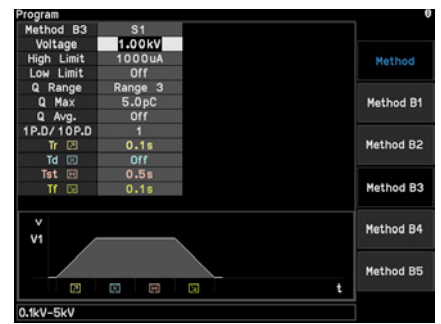 Program
Method B3 S1
Voltage 1.00kV
High Limit 1000uA
Low Limit Off
Q Range Range 3
Q Max 5.0pC
Q Avg. Off
1P.D/10P.D 1
Tr 0.1s
Td Off
Tst 0.5s
Tf 0.1s
Method
Method B1
Method B2
Method B3
Method B4
Method B5
V
V1
t
0.1kV-5kV